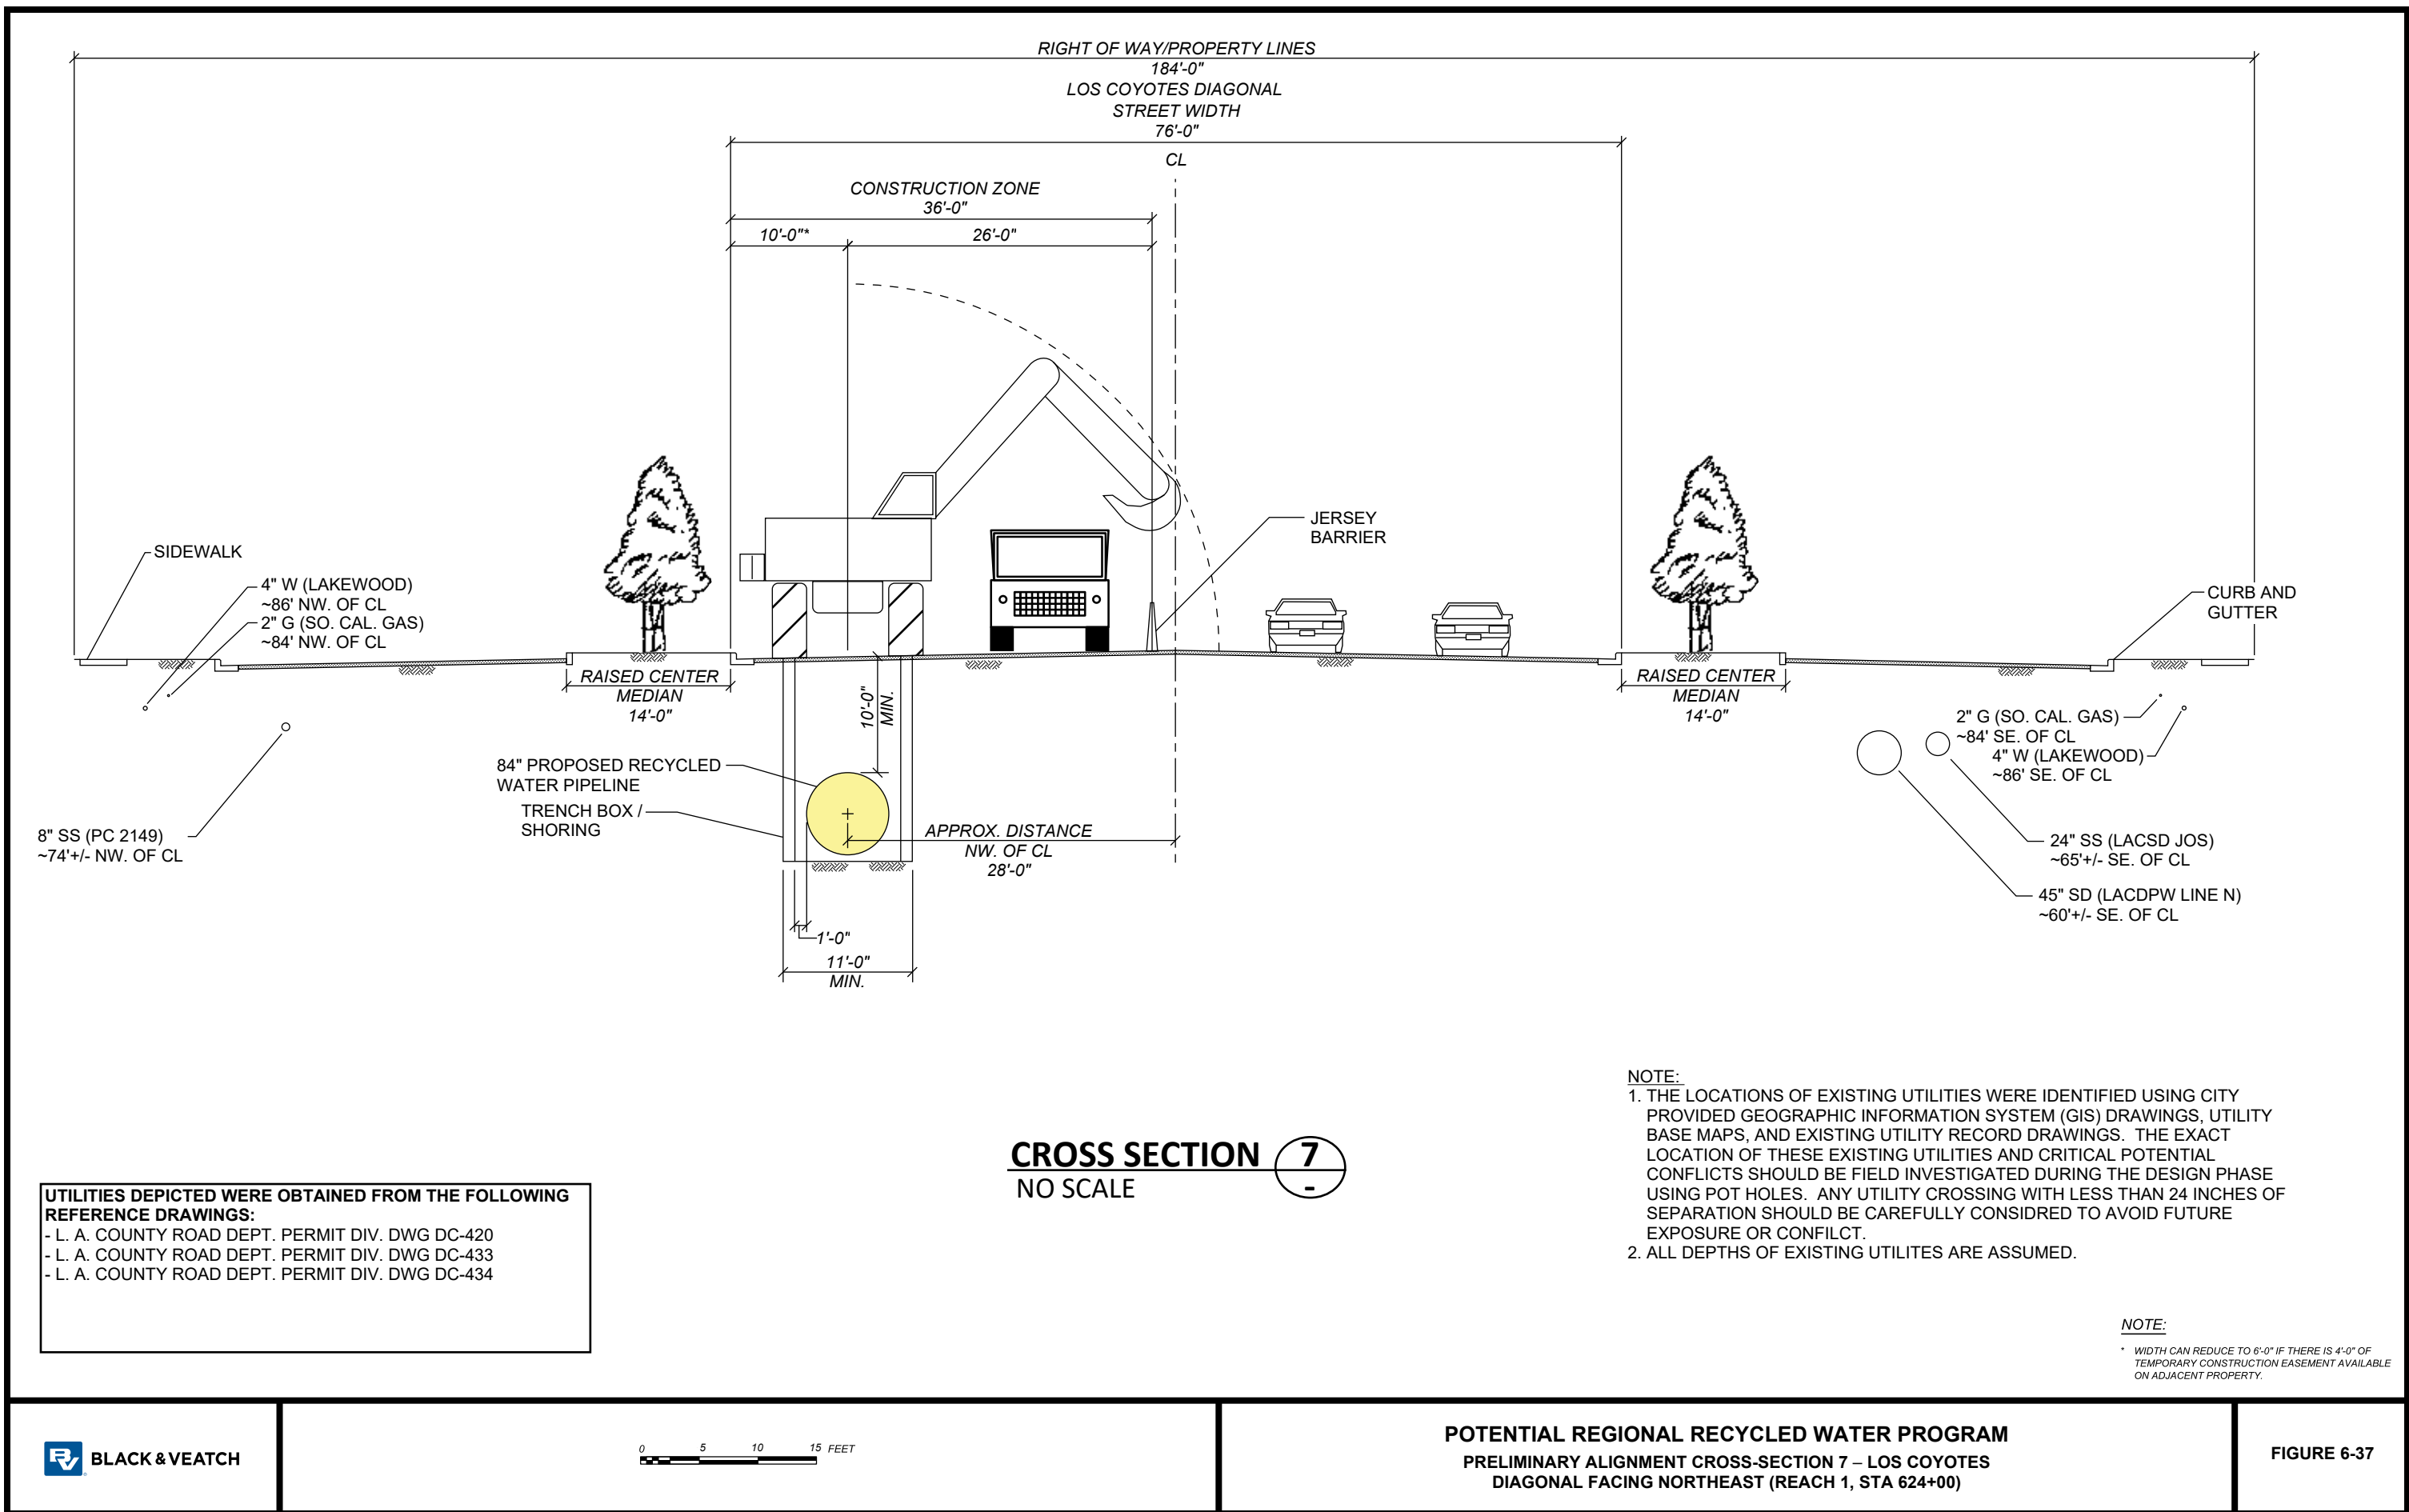 RIGHT OF WAY/PROPERTY LINES
184'-0"
LOS COYOTES DIAGONAL
STREET WIDTH
76'-0"
CL
CONSTRUCTION ZONE
36'-0"
10'-0"*
26'-0"
JERSEY
BARRIER
SIDEWALK
4" W (LAKEWOOD)
~86' NW. OF CL
2" G (SO. CAL. GAS)
~84' NW. OF CL
CURB AND
GUTTER
RAISED CENTER
MEDIAN
14'-0"
10'-0"
MIN.
RAISED CENTER
MEDIAN
14'-0"
2" G (SO. CAL. GAS)
~84' SE. OF CL
4" W (LAKEWOOD)
~86' SE. OF CL
84" PROPOSED RECYCLED
WATER PIPELINE
TRENCH BOX /
SHORING
8" SS (PC 2149)
~74'+/- NW. OF CL
APPROX. DISTANCE
NW. OF CL
28'-0"
24" SS (LACSD JOS)
~65'+/- SE. OF CL
45" SD (LACDPW LINE N)
~60'+/- SE. OF CL
1'-0"
11'-0"
MIN.
NOTE:
1. THE LOCATIONS OF EXISTING UTILITIES WERE IDENTIFIED USING CITY
PROVIDED GEOGRAPHIC INFORMATION SYSTEM (GIS) DRAWINGS, UTILITY
BASE MAPS, AND EXISTING UTILITY RECORD DRAWINGS. THE EXACT
LOCATION OF THESE EXISTING UTILITIES AND CRITICAL POTENTIAL
CONFLICTS SHOULD BE FIELD INVESTIGATED DURING THE DESIGN PHASE
USING POT HOLES. ANY UTILITY CROSSING WITH LESS THAN 24 INCHES OF
SEPARATION SHOULD BE CAREFULLY CONSIDRED TO AVOID FUTURE
EXPOSURE OR CONFILCT.
2. ALL DEPTHS OF EXISTING UTILITES ARE ASSUMED.
CROSS SECTION 7
NO SCALE -
UTILITIES DEPICTED WERE OBTAINED FROM THE FOLLOWING
REFERENCE DRAWINGS:
- L. A. COUNTY ROAD DEPT. PERMIT DIV. DWG DC-420
- L. A. COUNTY ROAD DEPT. PERMIT DIV. DWG DC-433
- L. A. COUNTY ROAD DEPT. PERMIT DIV. DWG DC-434
NOTE:
* WIDTH CAN REDUCE TO 6'-0" IF THERE IS 4'-0" OF
TEMPORARY CONSTRUCTION EASEMENT AVAILABLE
ON ADJACENT PROPERTY.
BV BLACK & VEATCH
0 5 10 15 FEET
POTENTIAL REGIONAL RECYCLED WATER PROGRAM
PRELIMINARY ALIGNMENT CROSS-SECTION 7 – LOS COYOTES
DIAGONAL FACING NORTHEAST (REACH 1, STA 624+00)
FIGURE 6-37